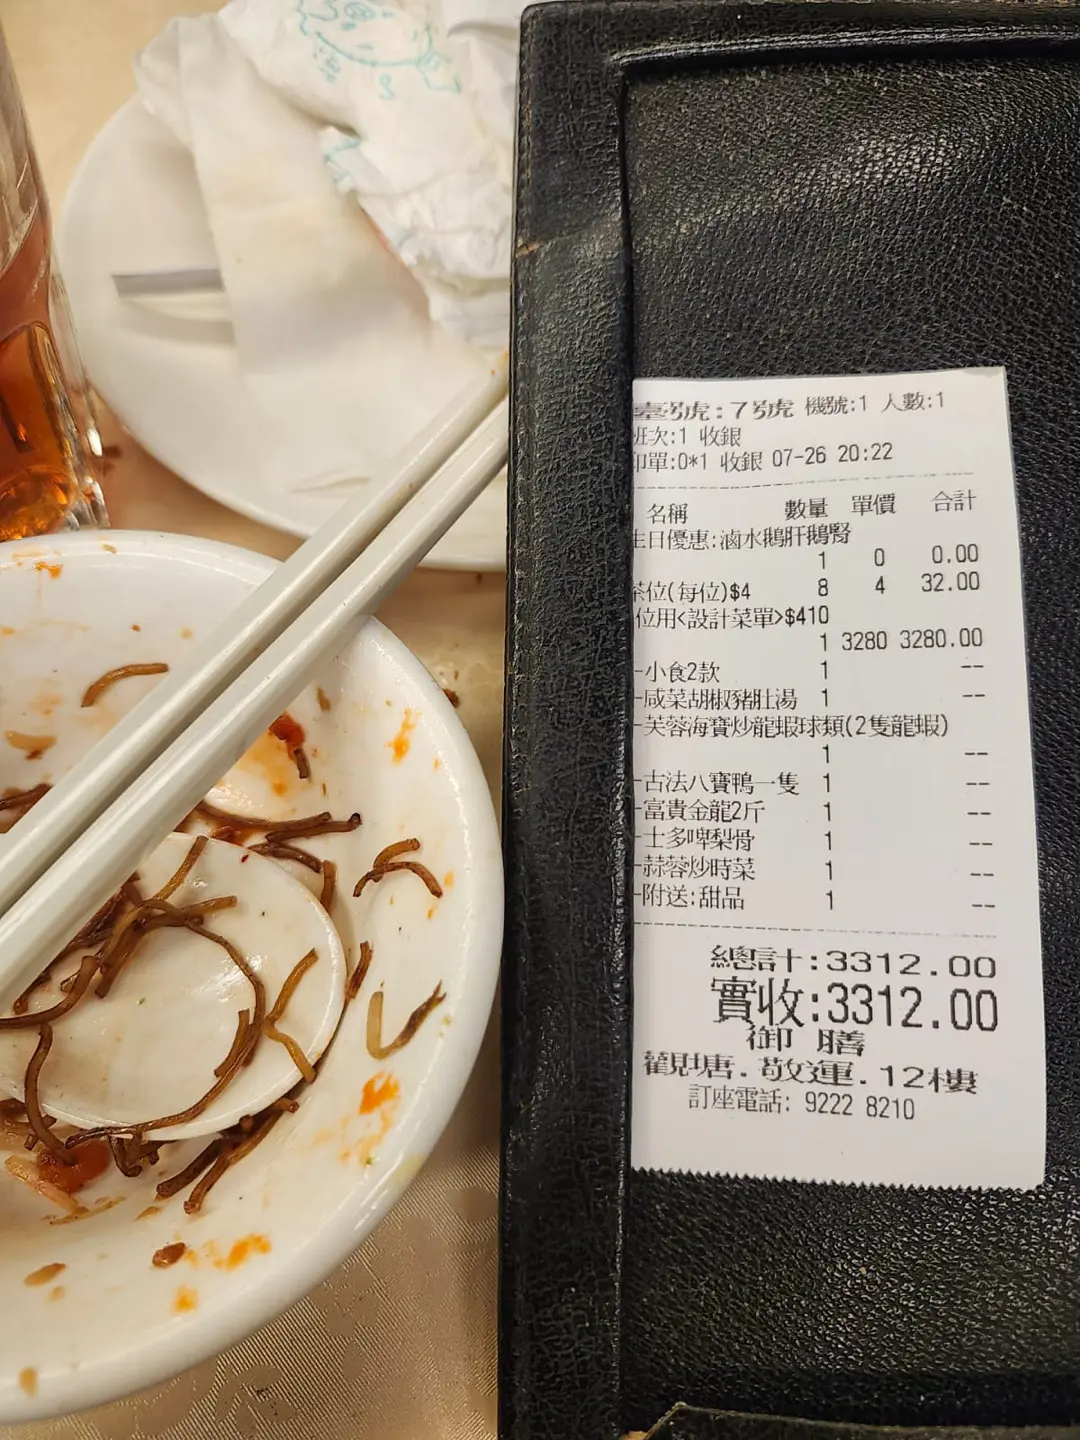 臺號:7號 機號:1 人數:1
班次:1 收銀
印單:0*1 收銀 07-26 20:22
名稱 數量 單價 合計
生日優惠:滷水鵝肝鵝腎
1 0 0.00
茶位(每位)$4 8 4 32.00
位用<設計菜單>$410
1 3280 3280.00
-小食2款 1 --
-咸菜胡椒豬肚湯 1 --
-芙蓉海寶炒龍蝦球類(2隻龍蝦)
1 --
-古法八寶鴨一隻 1 --
-富貴金龍2斤 1 --
-士多啤梨骨 1 --
-蒜蓉炒時菜 1 --
-附送:甜品 1 --
總計:3312.00
實收:3312.00
御 膳
觀塘.敬運.12樓
訂座電話: 9222 8210